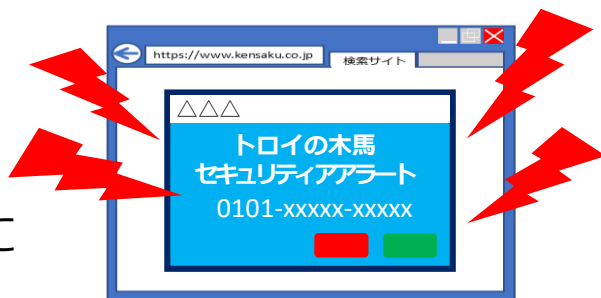 https://www.kensaku.co.jp
検索サイト
△△△
トロイの木馬
セキュリティアアラート
0101-xxxxx-xxxxx
に